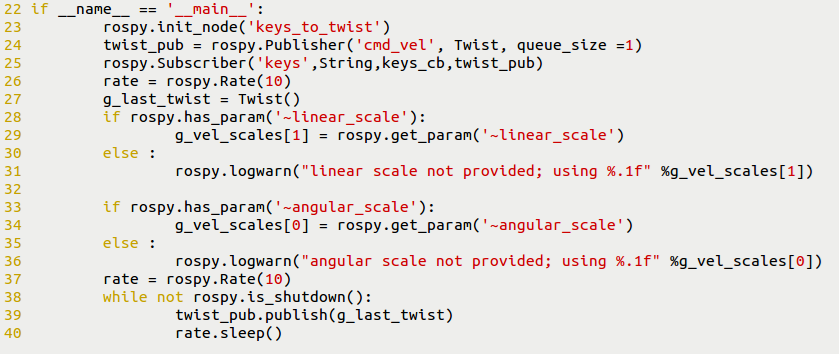 22 if __name__ == '__main__':
23         rospy.init_node('keys_to_twist')
24         twist_pub = rospy.Publisher('cmd_vel', Twist, queue_size =1)
25         rospy.Subscriber('keys',String,keys_cb,twist_pub)
26         rate = rospy.Rate(10)
27         g_last_twist = Twist()
28         if rospy.has_param('~linear_scale'):
29                 g_vel_scales[1] = rospy.get_param('~linear_scale')
30         else :
31                 rospy.logwarn("linear scale not provided; using %.1f" %g_vel_scales[1])
32
33         if rospy.has_param('~angular_scale'):
34                 g_vel_scales[0] = rospy.get_param('~angular_scale')
35         else :
36                 rospy.logwarn("angular scale not provided; using %.1f" %g_vel_scales[0])
37         rate = rospy.Rate(10)
38         while not rospy.is_shutdown():
39                 twist_pub.publish(g_last_twist)
40                 rate.sleep()